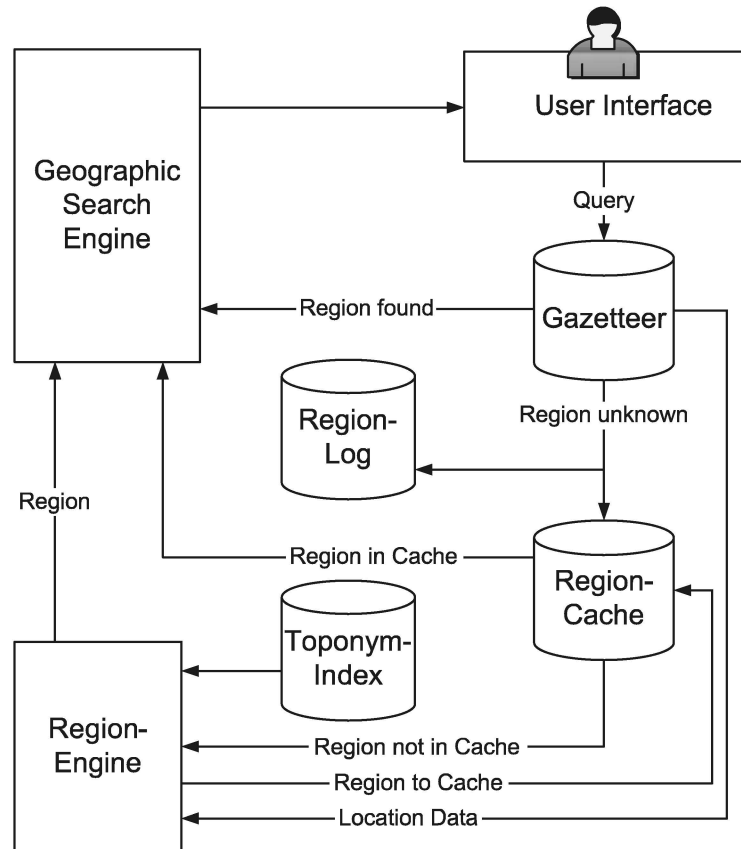 User Interface
Geographic
Search
Engine
Query
Region found
Gazetteer
Region unknown
Region-
Log
Region
Region in Cache
Region-
Cache
Toponym-
Index
Region-
Engine
Region not in Cache
Region to Cache
Location Data